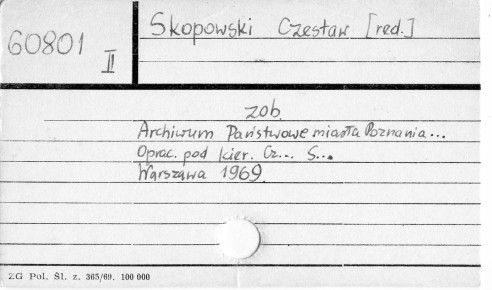 60801
II
Skopowski Czesław [red.]
zob.
Archiwum Państwowe miasta Poznania...
Oprac. pod kier. Cz... S...
Warszawa 1969.
ZG Pol. Śl. z. 365/69. 100 000